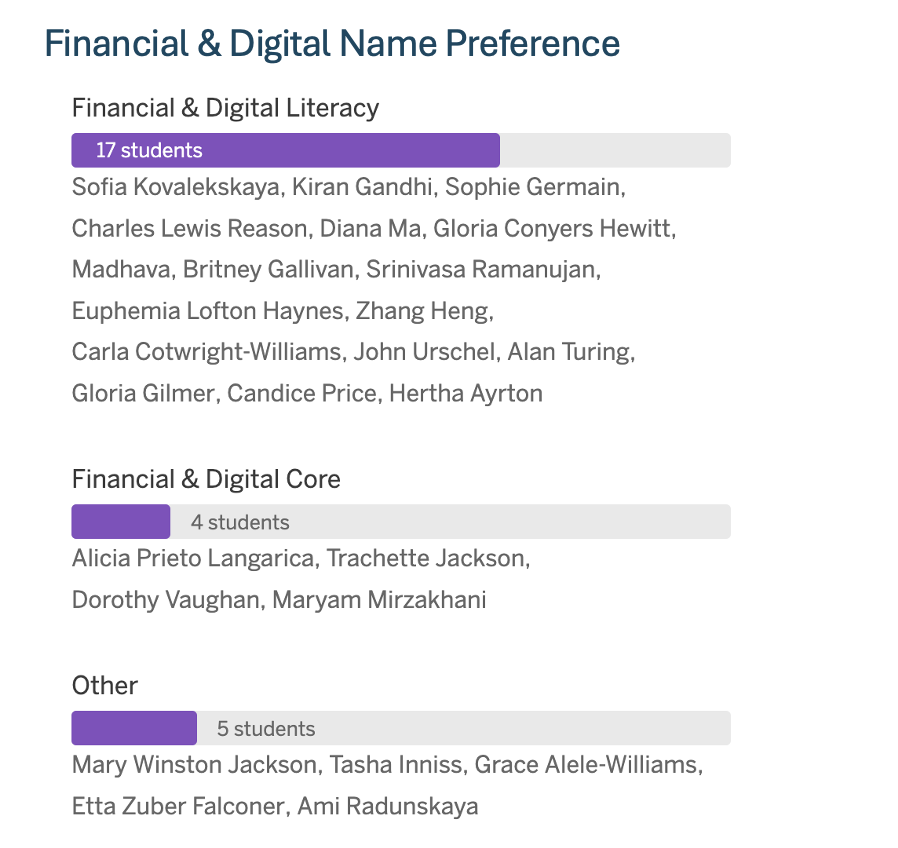 Financial & Digital Name Preference
Financial & Digital Literacy
17 students
Sofia Kovalekskaya, Kiran Gandhi, Sophie Germain,
Charles Lewis Reason, Diana Ma, Gloria Conyers Hewitt,
Madhava, Britney Gallivan, Srinivasa Ramanujan,
Euphemia Lofton Haynes, Zhang Heng,
Carla Cotwright-Williams, John Urschel, Alan Turing,
Gloria Gilmer, Candice Price, Hertha Ayrton
Financial & Digital Core
4 students
Alicia Prieto Langarica, Trachette Jackson,
Dorothy Vaughan, Maryam Mirzakhani
Other
5 students
Mary Winston Jackson, Tasha Inniss, Grace Alele-Williams,
Etta Zuber Falconer, Ami Radunskaya